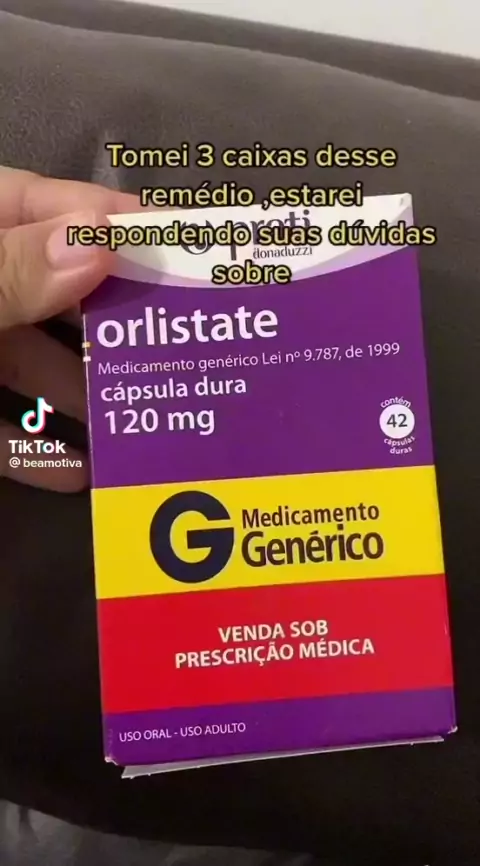 Tomei 3 caixas desse
remédio ,estarei
respondendo suas dúvidas
sobre
prati
donaduzzi
orlistate
Medicamento genérico Lei nº 9.787, de 1999
cápsula dura
120 mg
contém
42
cápsulas
duras
TikTok
@ beamotiva
G Medicamento
Genérico
VENDA SOB
PRESCRIÇÃO MÉDICA
USO ORAL - USO ADULTO